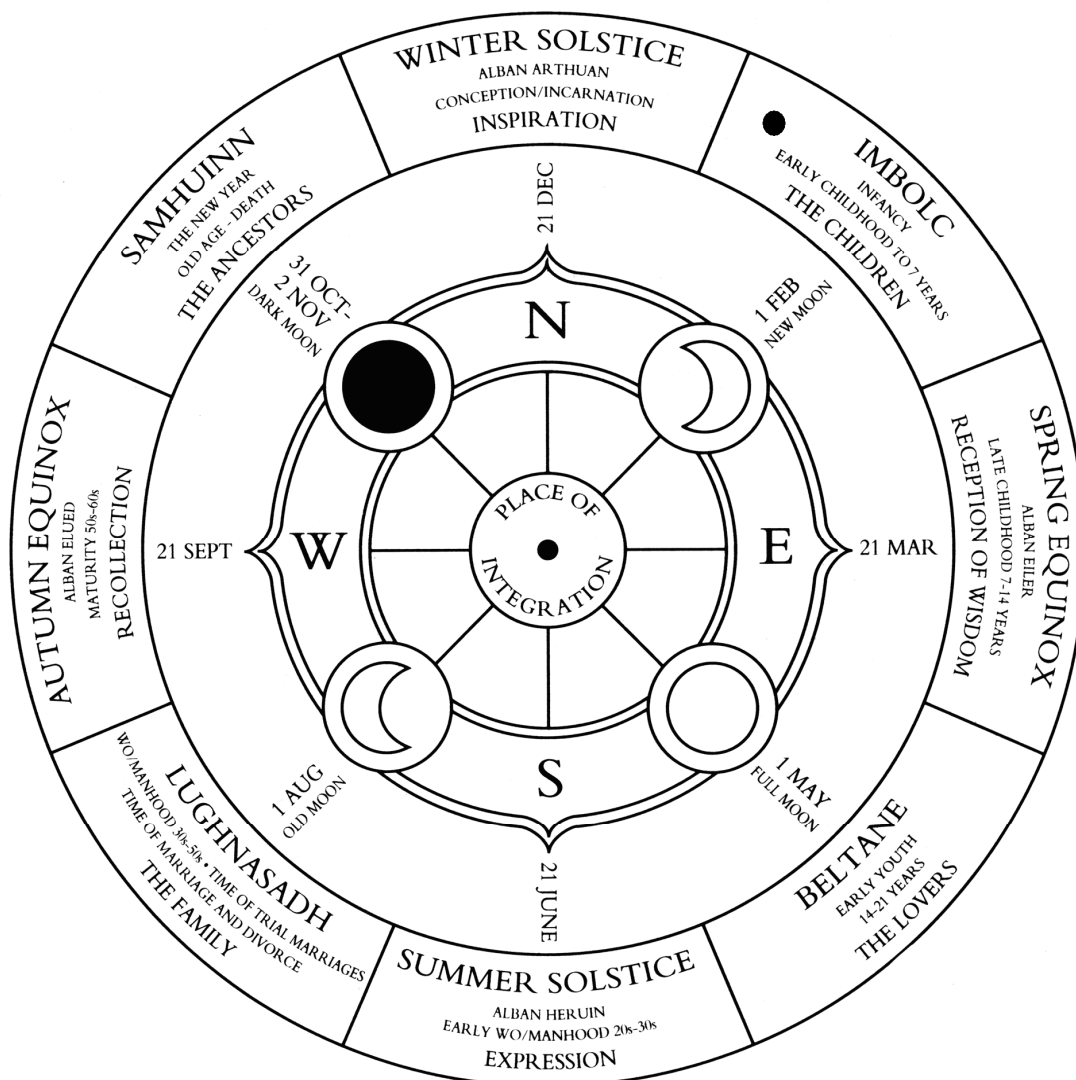 WINTER SOLSTICE
ALBAN ARTHUAN
CONCEPTION/INCARNATION
INSPIRATION
IMBOLC
INFANCY
EARLY CHILDHOOD TO 7 YEARS
THE CHILDREN
SPRING EQUINOX
ALBAN EILER
LATE CHILDHOOD 7-14 YEARS
RECEPTION OF WISDOM
BELTANE
EARLY YOUTH
14-21 YEARS
THE LOVERS
SUMMER SOLSTICE
ALBAN HERUIN
EARLY WO/MANHOOD 20s-30s
EXPRESSION
LUGHNASADH
WO/MANHOOD 30s-50s • TIME OF TRIAL MARRIAGES
TIME OF MARRIAGE AND DIVORCE
THE FAMILY
AUTUMN EQUINOX
ALBAN ELUED
MATURITY 50s-60s
RECOLLECTION
SAMHUINN
THE NEW YEAR
OLD AGE - DEATH
THE ANCESTORS
21 DEC
1 FEB
NEW MOON
21 MAR
1 MAY
FULL MOON
21 JUNE
1 AUG
OLD MOON
21 SEPT
31 OCT-
2 NOV
DARK MOON
N
E
S
W
PLACE OF
INTEGRATION